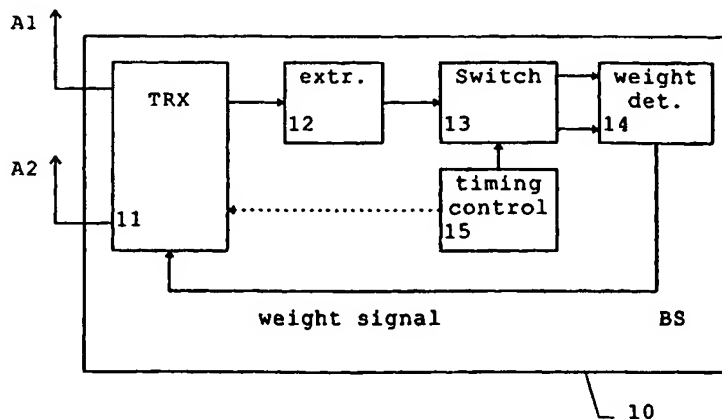 A1
TRX
11
extr.
12
Switch
13
weight
det.
14
A2
timing
control
15
weight signal
BS
10